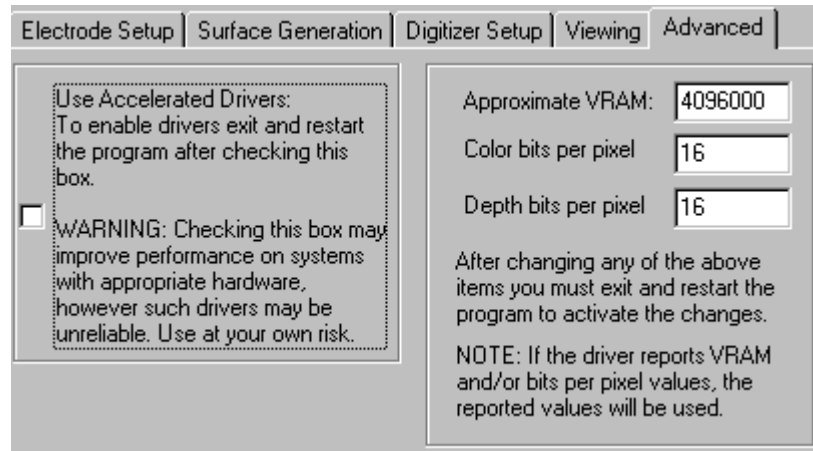 Electrode Setup Surface Generation Digitizer Setup Viewing Advanced
Use Accelerated Drivers:
To enable drivers exit and restart
the program after checking this
box.
WARNING: Checking this box may
improve performance on systems
with appropriate hardware,
however such drivers may be
unreliable. Use at your own risk.
Approximate VRAM: 4096000
Color bits per pixel 16
Depth bits per pixel 16
After changing any of the above
items you must exit and restart the
program to activate the changes.
NOTE: If the driver reports VRAM
and/or bits per pixel values, the
reported values will be used.